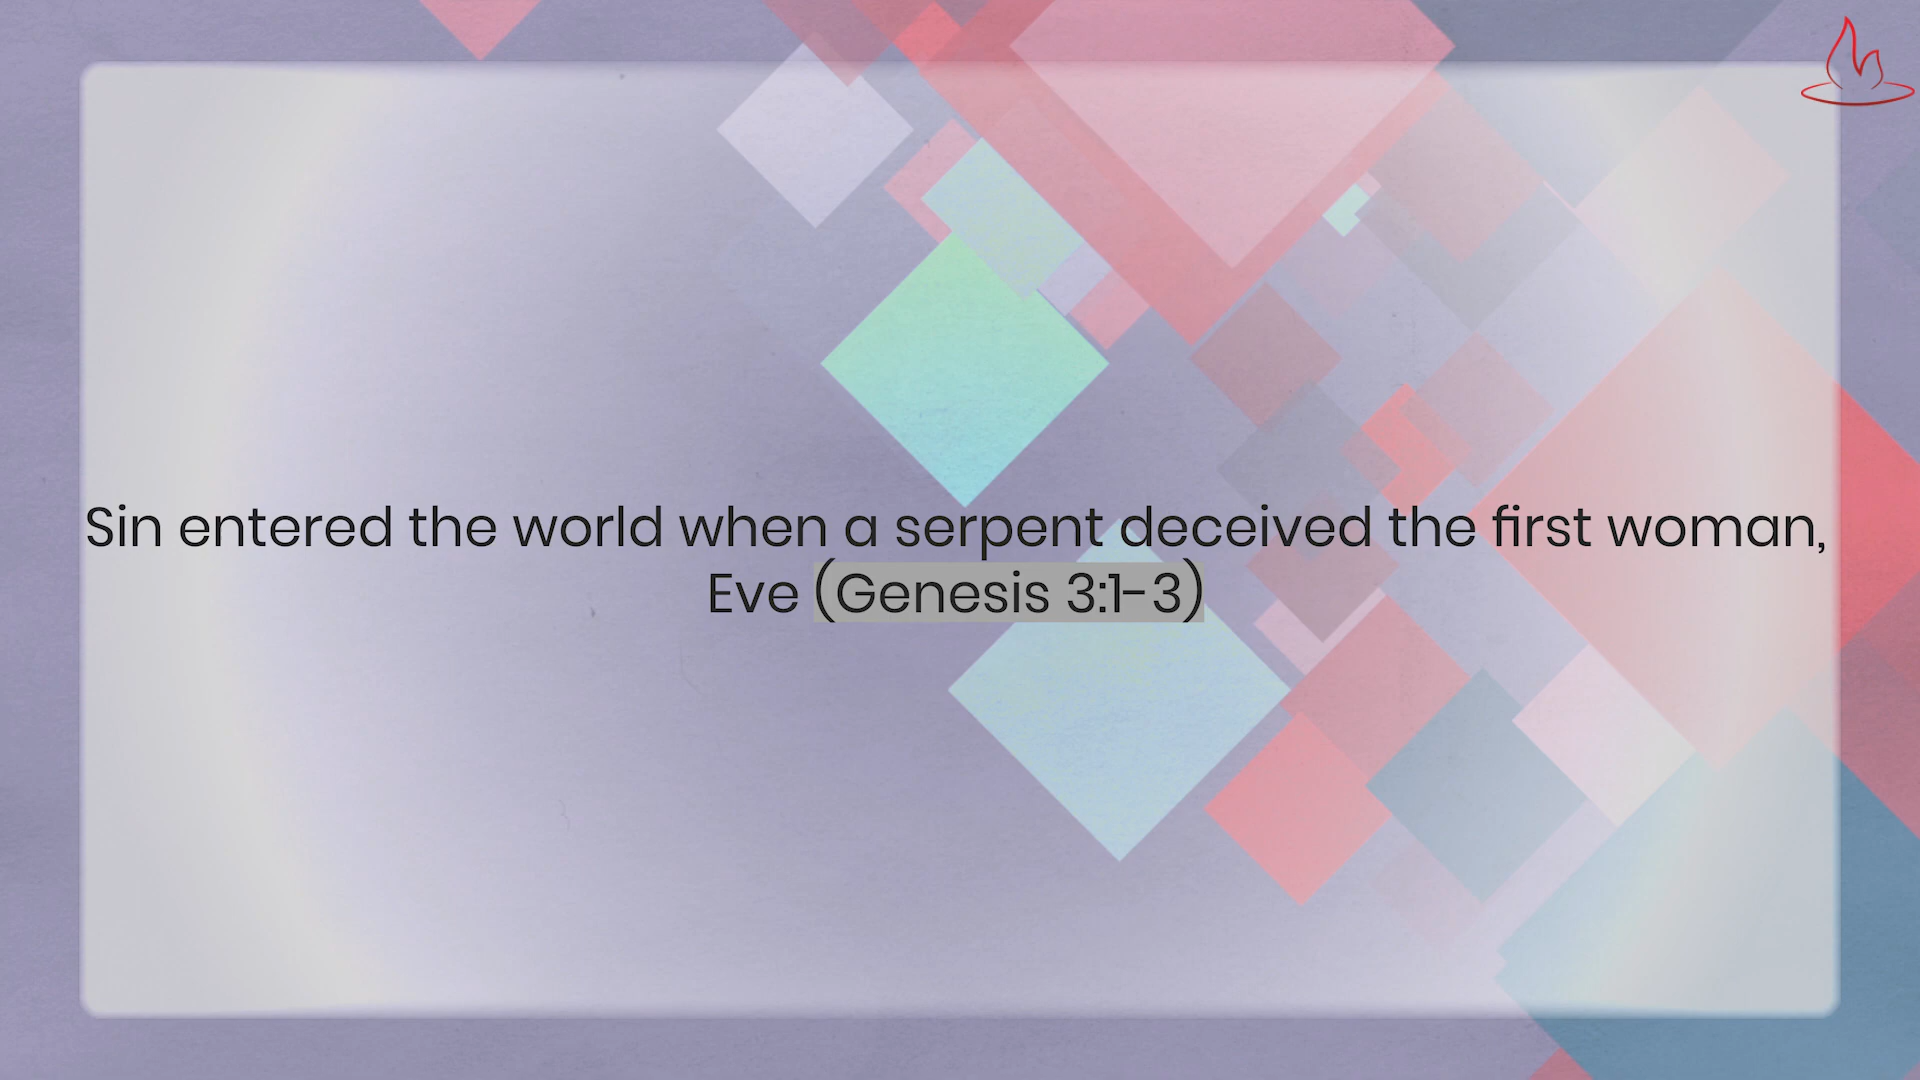 Sin entered the world when a serpent deceived the first woman,
Eve (Genesis 3:1-3)